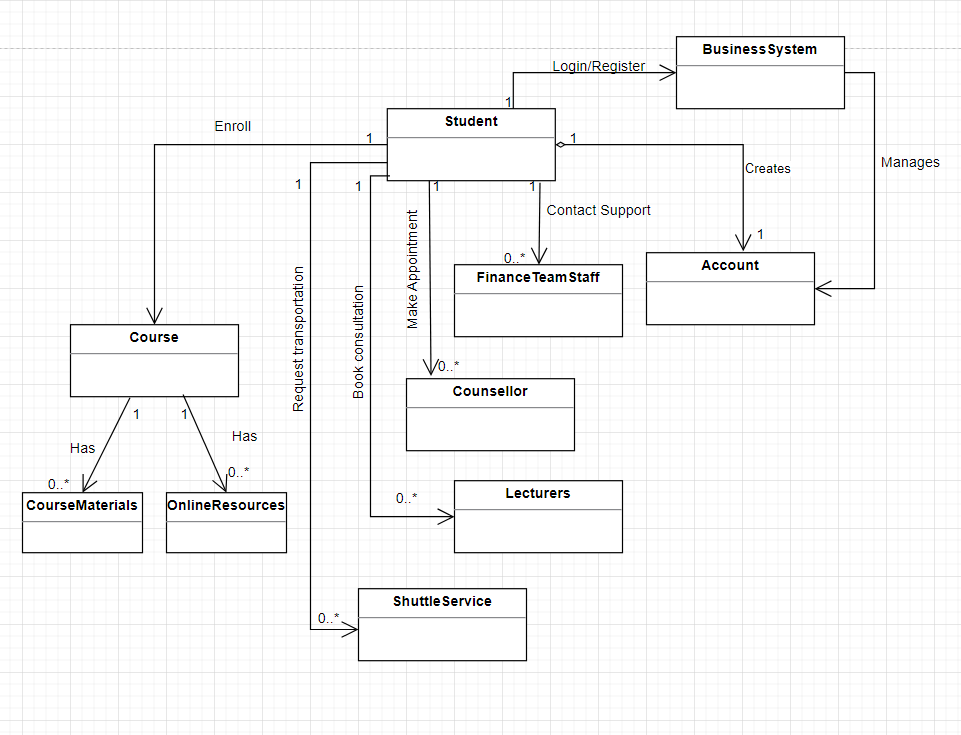 BusinessSystem
Login/Register
1
Student
Enroll
1
1
Creates
Manages
1
1
1
1
Contact Support
Make Appointment
1
0..*
Account
FinanceTeamStaff
Request transportation
Book consultation
Course
0..*
Counsellor
1
1
Has
Has
0..*
0..*
CourseMaterials
OnlineResources
0..*
Lecturers
ShuttleService
0..*